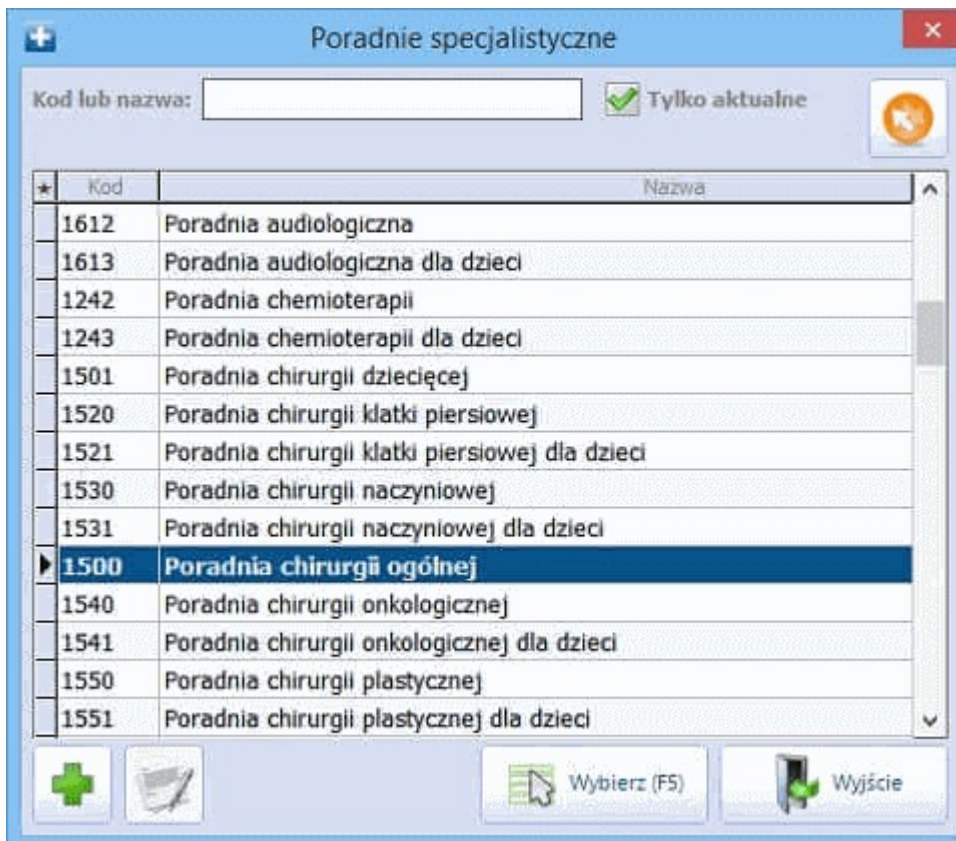 Poradnie specjalistyczne
Kod lub nazwa: Tylko aktualne
Kod Nazwa
1612 Poradnia audiologiczna
1613 Poradnia audiologiczna dla dzieci
1242 Poradnia chemioterapii
1243 Poradnia chemioterapii dla dzieci
1501 Poradnia chirurgii dziecięcej
1520 Poradnia chirurgii klatki piersiowej
1521 Poradnia chirurgii klatki piersiowej dla dzieci
1530 Poradnia chirurgii naczyniowej
1531 Poradnia chirurgii naczyniowej dla dzieci
1500 Poradnia chirurgii ogólnej
1540 Poradnia chirurgii onkologicznej
1541 Poradnia chirurgii onkologicznej dla dzieci
1550 Poradnia chirurgii plastycznej
1551 Poradnia chirurgii plastycznej dla dzieci
Wybierz (F5) Wyjście